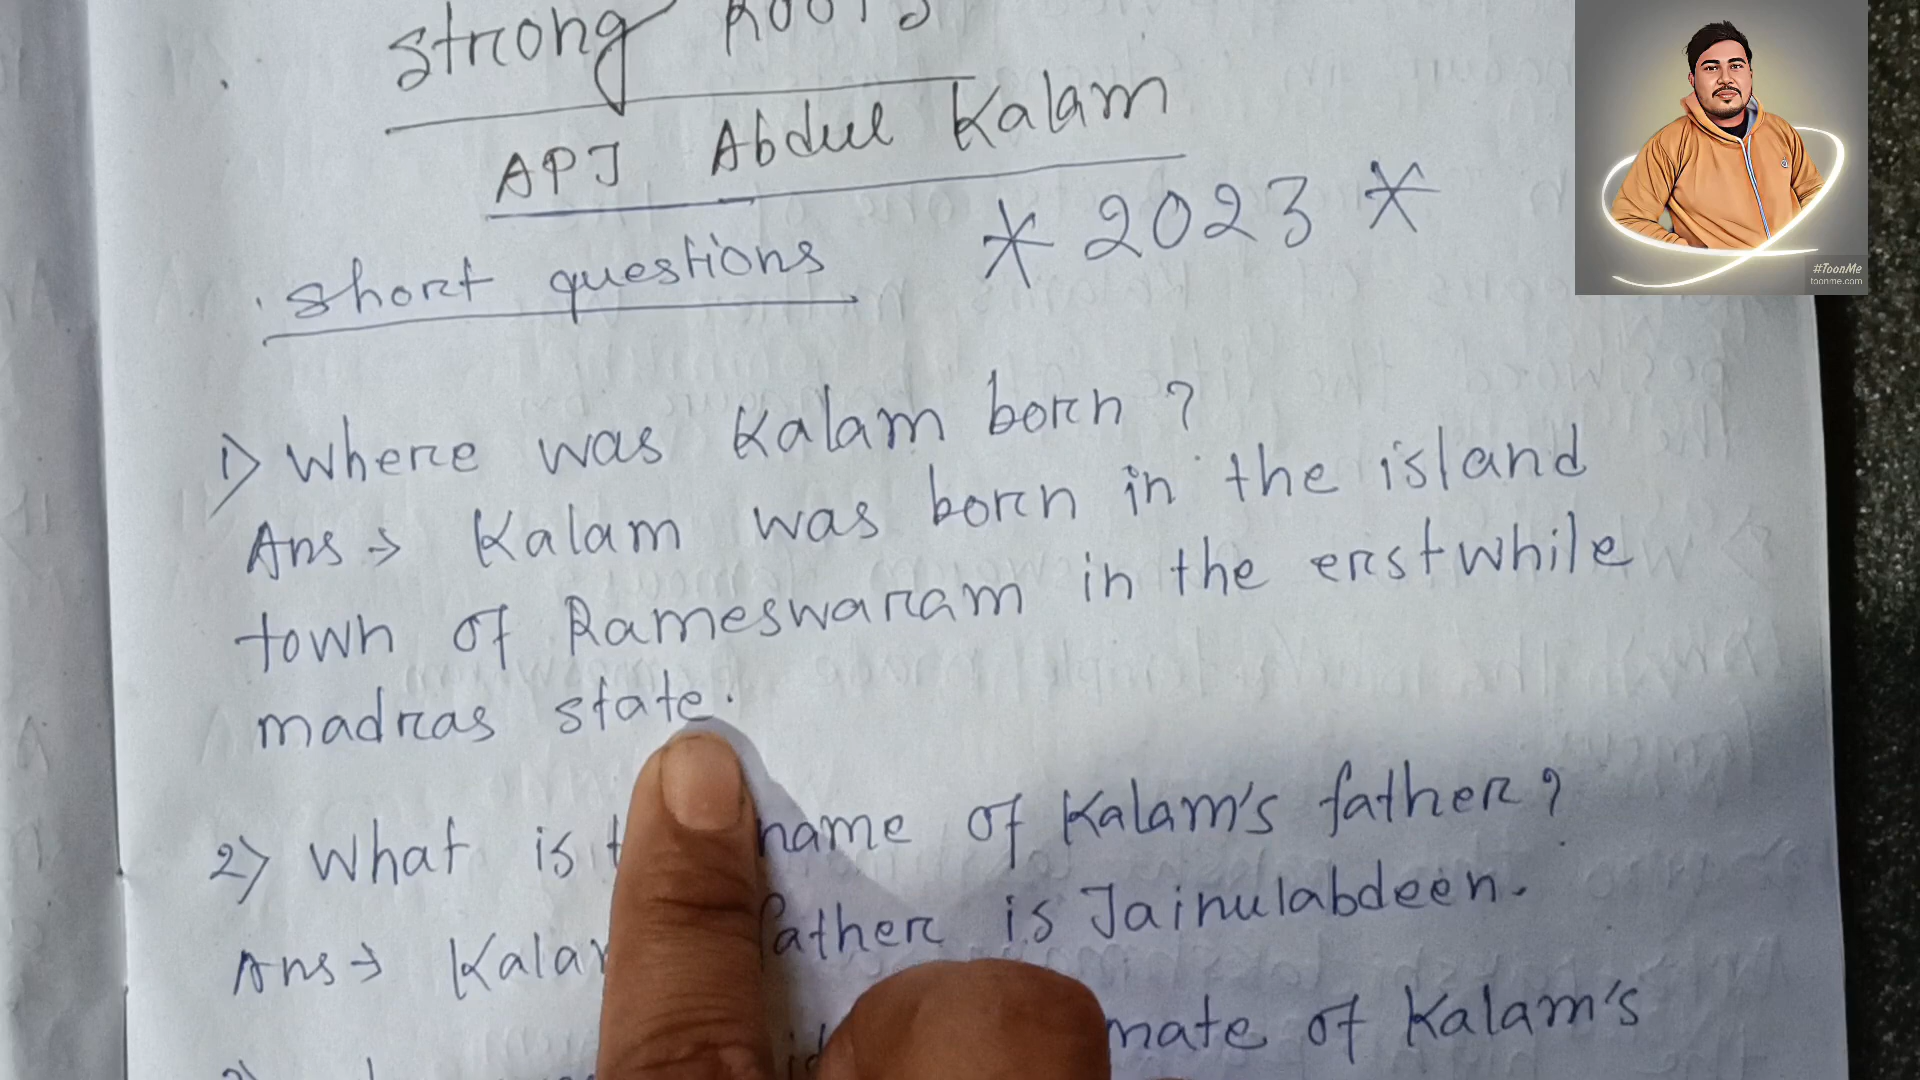 Strong Roots
APJ Abdul Kalam
short questions * 2023 *
1) Where was Kalam born ?
Ans → Kalam was born in the island
town of Rameswaram in the erstwhile
madras state.
2) What is name of Kalam's father ?
Ans → father is Jainulabdeen.
mate of Kalam's
#ToonMe
toonme.com